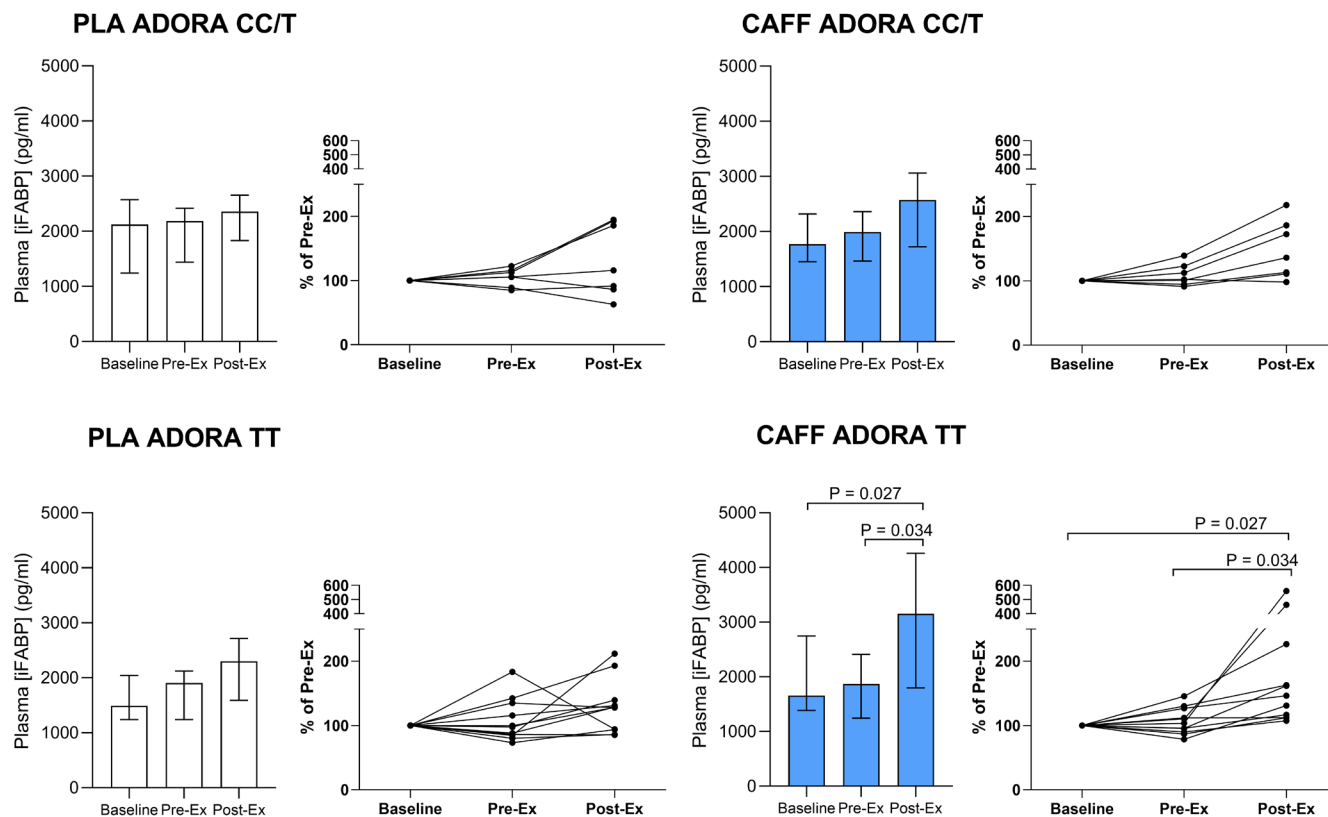 PLA ADORA CC/T
Plasma [iFABP] (pg/ml)
5000
4000
3000
2000
1000
0
Baseline Pre-Ex Post-Ex
% of Pre-Ex
600
500
400
200
100
0
Baseline Pre-Ex Post-Ex
CAFF ADORA CC/T
Plasma [iFABP] (pg/ml)
5000
4000
3000
2000
1000
0
Baseline Pre-Ex Post-Ex
% of Pre-Ex
600
500
400
200
100
0
Baseline Pre-Ex Post-Ex
PLA ADORA TT
Plasma [iFABP] (pg/ml)
5000
4000
3000
2000
1000
0
Baseline Pre-Ex Post-Ex
% of Pre-Ex
600
500
400
200
100
0
Baseline Pre-Ex Post-Ex
CAFF ADORA TT
P = 0.027
P = 0.034
Plasma [iFABP] (pg/ml)
5000
4000
3000
2000
1000
0
Baseline Pre-Ex Post-Ex
P = 0.027
P = 0.034
% of Pre-Ex
600
500
400
200
100
0
Baseline Pre-Ex Post-Ex